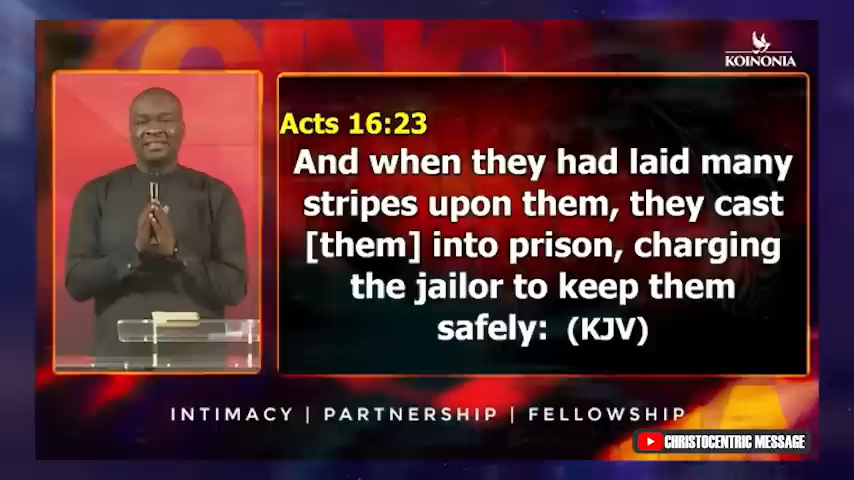 KOINONIA
Acts 16:23
And when they had laid many
stripes upon them, they cast
[them] into prison, charging
the jailor to keep them
safely: (KJV)
INTIMACY | PARTNERSHIP | FELLOWSHIP
CHRISTOCENTRIC MESSAGE